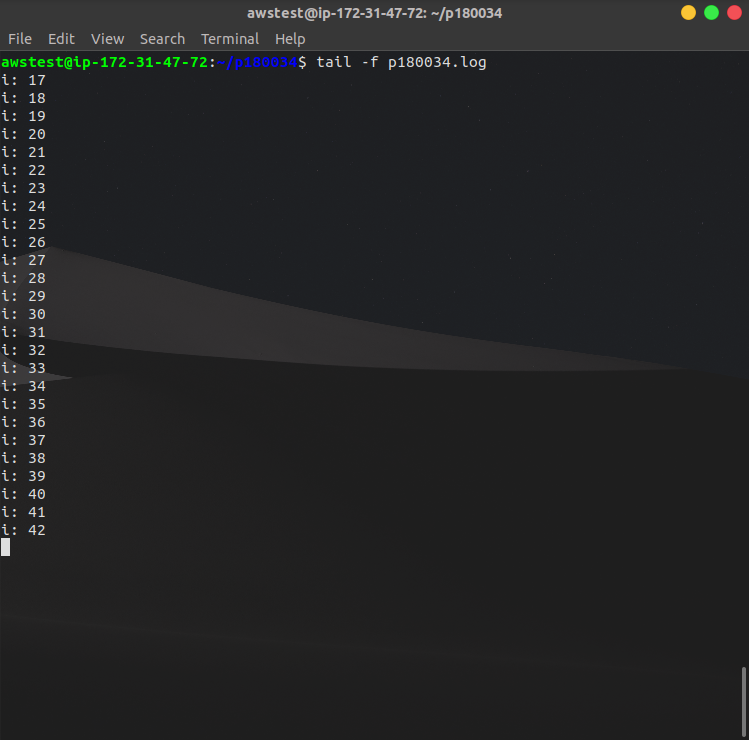 awstest@ip-172-31-47-72: ~/p180034
File Edit View Search Terminal Help
awstest@ip-172-31-47-72:~/p180034$ tail -f p180034.log
i: 17
i: 18
i: 19
i: 20
i: 21
i: 22
i: 23
i: 24
i: 25
i: 26
i: 27
i: 28
i: 29
i: 30
i: 31
i: 32
i: 33
i: 34
i: 35
i: 36
i: 37
i: 38
i: 39
i: 40
i: 41
i: 42